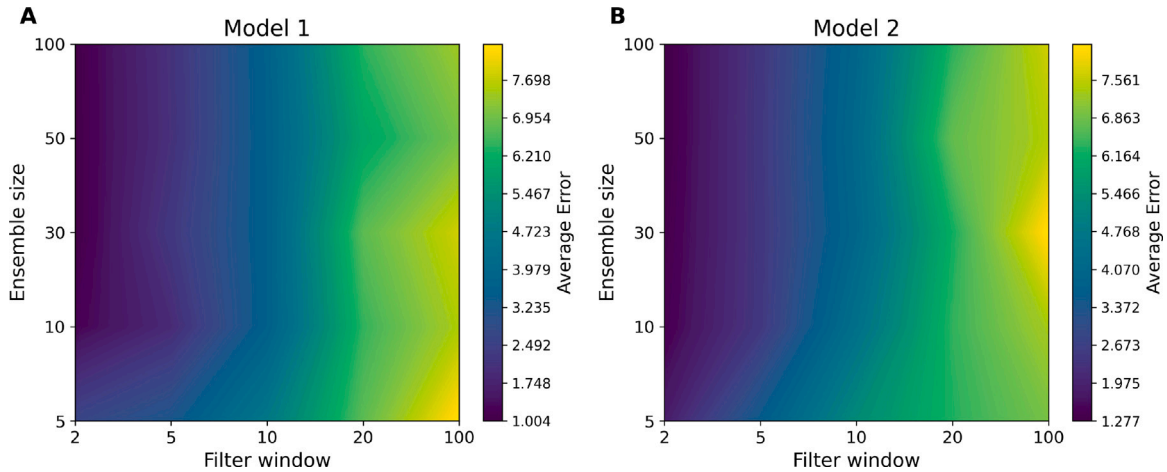 A
Model 1
100
50
30
10
5
Ensemble size
2 5 10 20 100
Filter window
7.698
6.954
6.210
5.467
4.723
3.979
3.235
2.492
1.748
1.004
Average Error
B
Model 2
100
50
30
10
5
Ensemble size
2 5 10 20 100
Filter window
7.561
6.863
6.164
5.466
4.768
4.070
3.372
2.673
1.975
1.277
Average Error